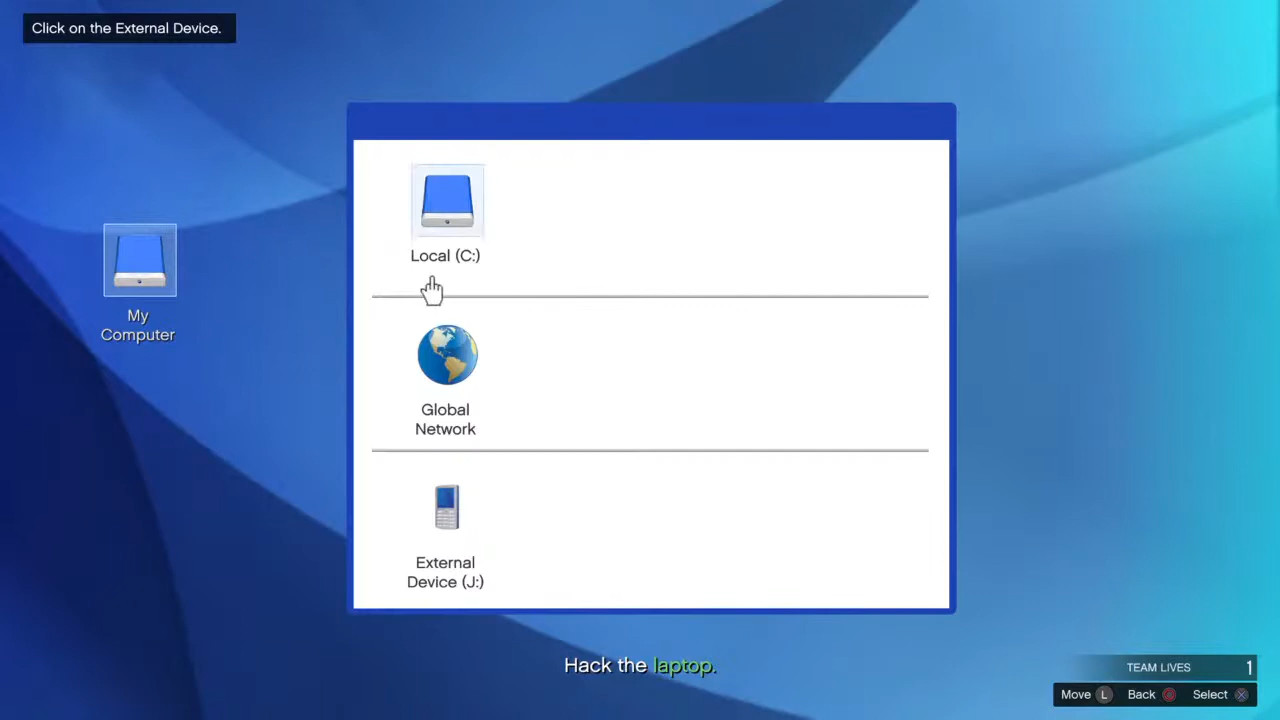 Click on the External Device.
Local (C:)
My
Computer
Global
Network
External
Device (J:)
Hack the laptop.
TEAM LIVES 1
Move L Back Select